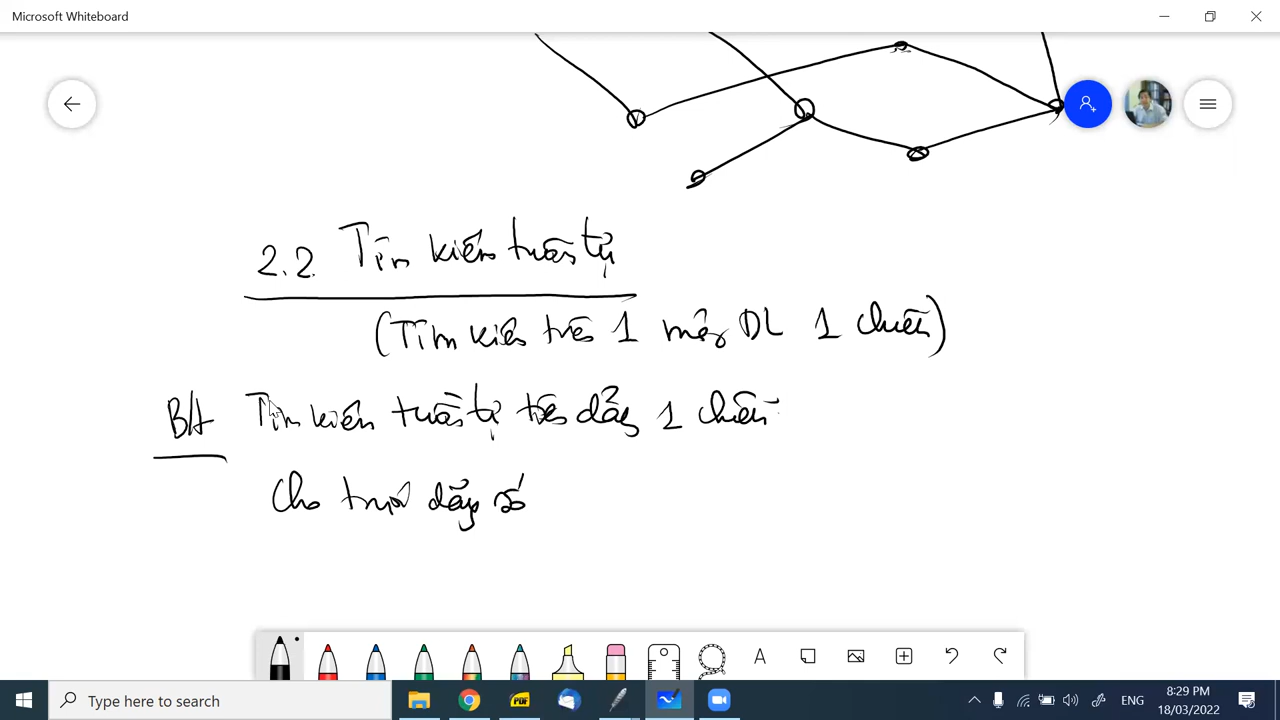 Microsoft Whiteboard
2.2. Tìm kiếm tuần tự
(Tìm kiếm trên 1 mảng DL 1 chiều)
BA Tìm kiếm tuần tự trên dãy 1 chiều
Cho trước dãy số
A
Type here to search
PDF
ENG
8:29 PM
18/03/2022